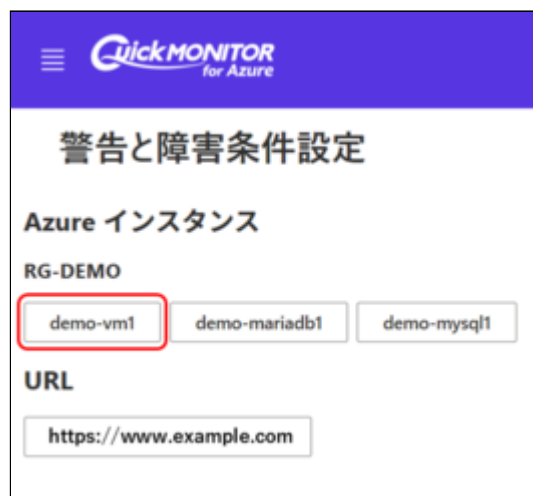 QuickMONITOR
for Azure
警告と障害条件設定
Azure インスタンス
RG-DEMO
demo-vm1 demo-mariadb1 demo-mysql1
URL
https://www.example.com